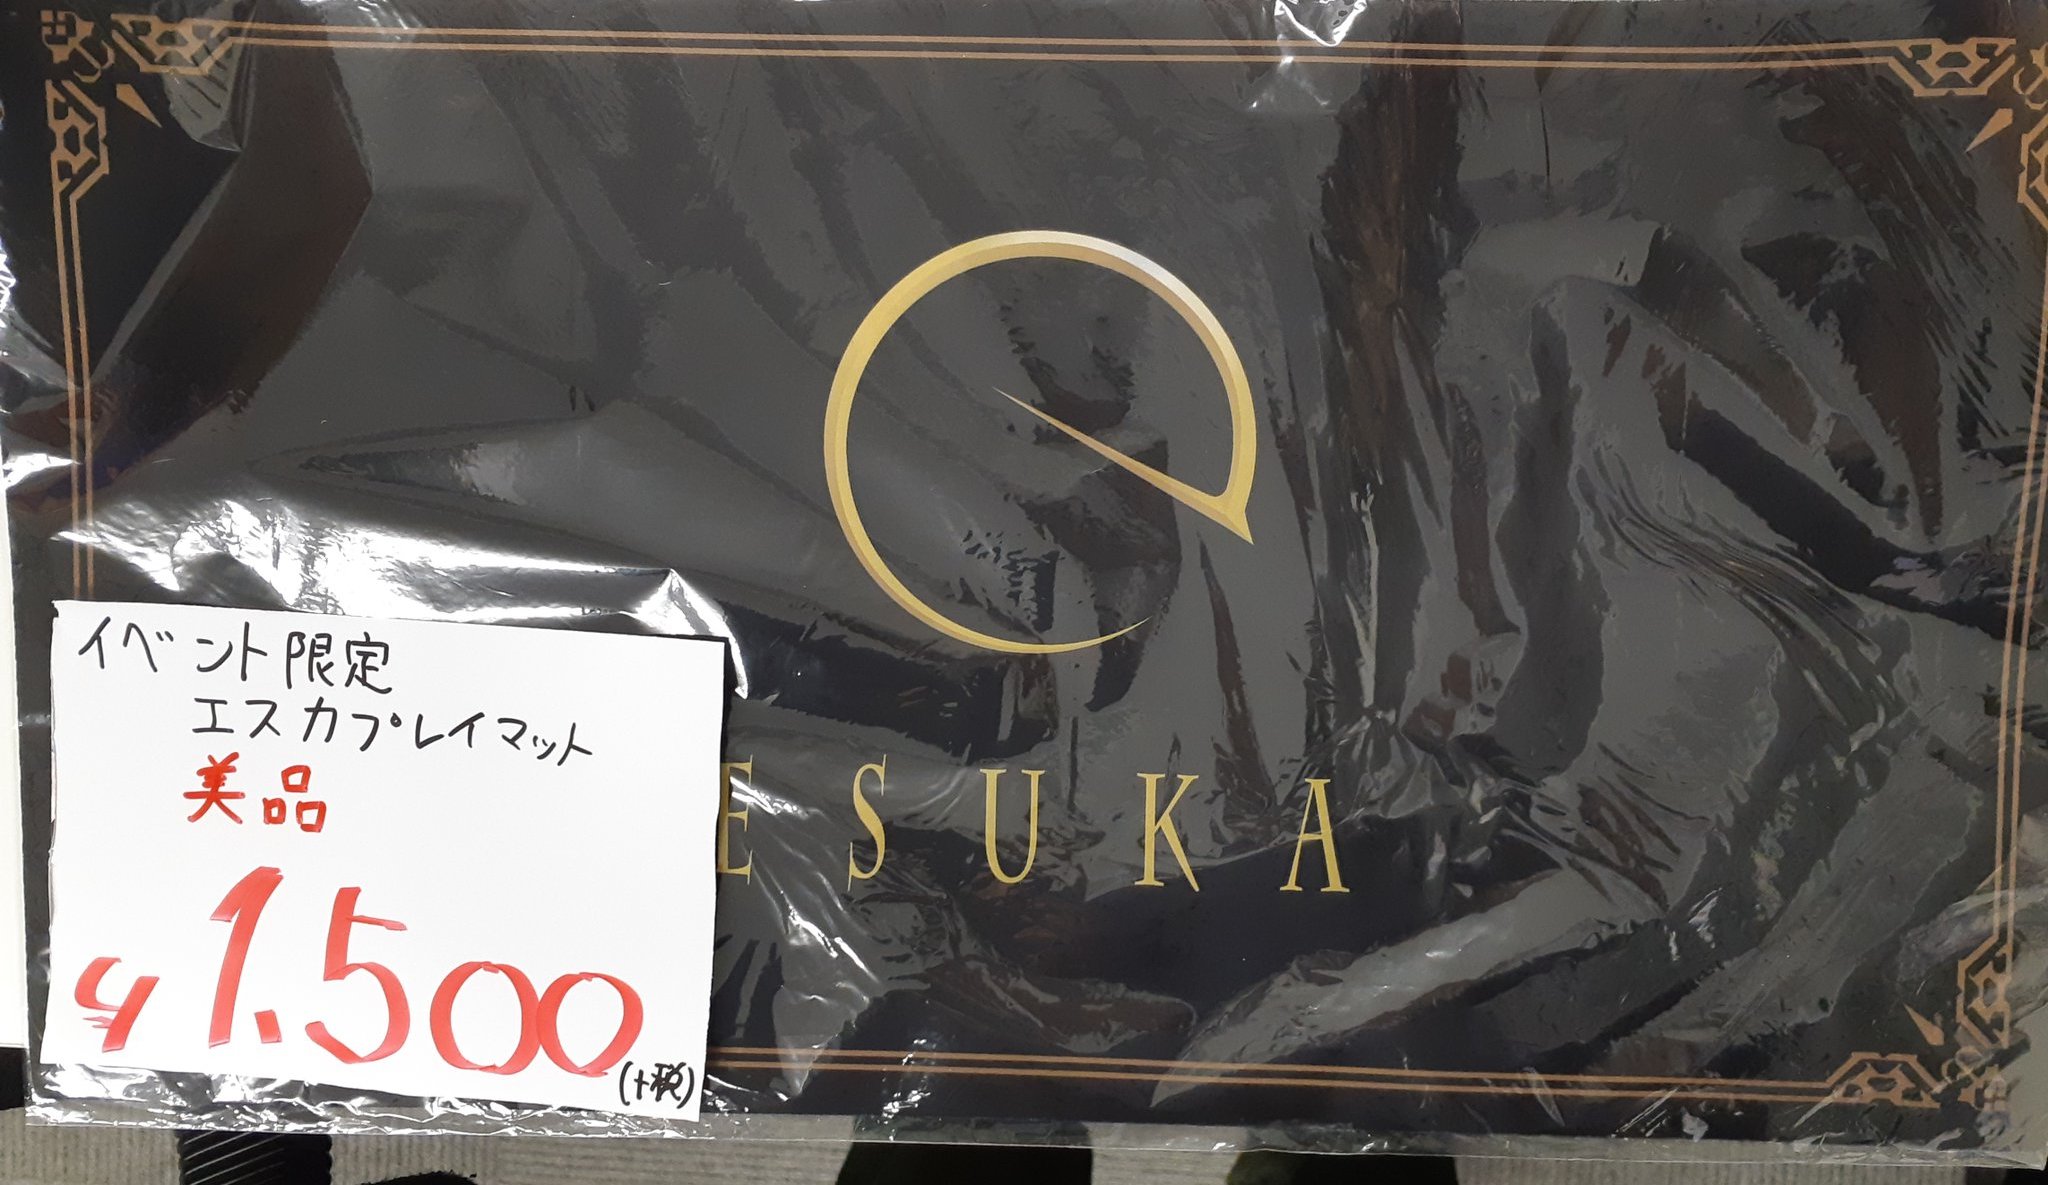 イベント限定
エスカプレイマット
美品
¥1.500
(+税)
ESUKA